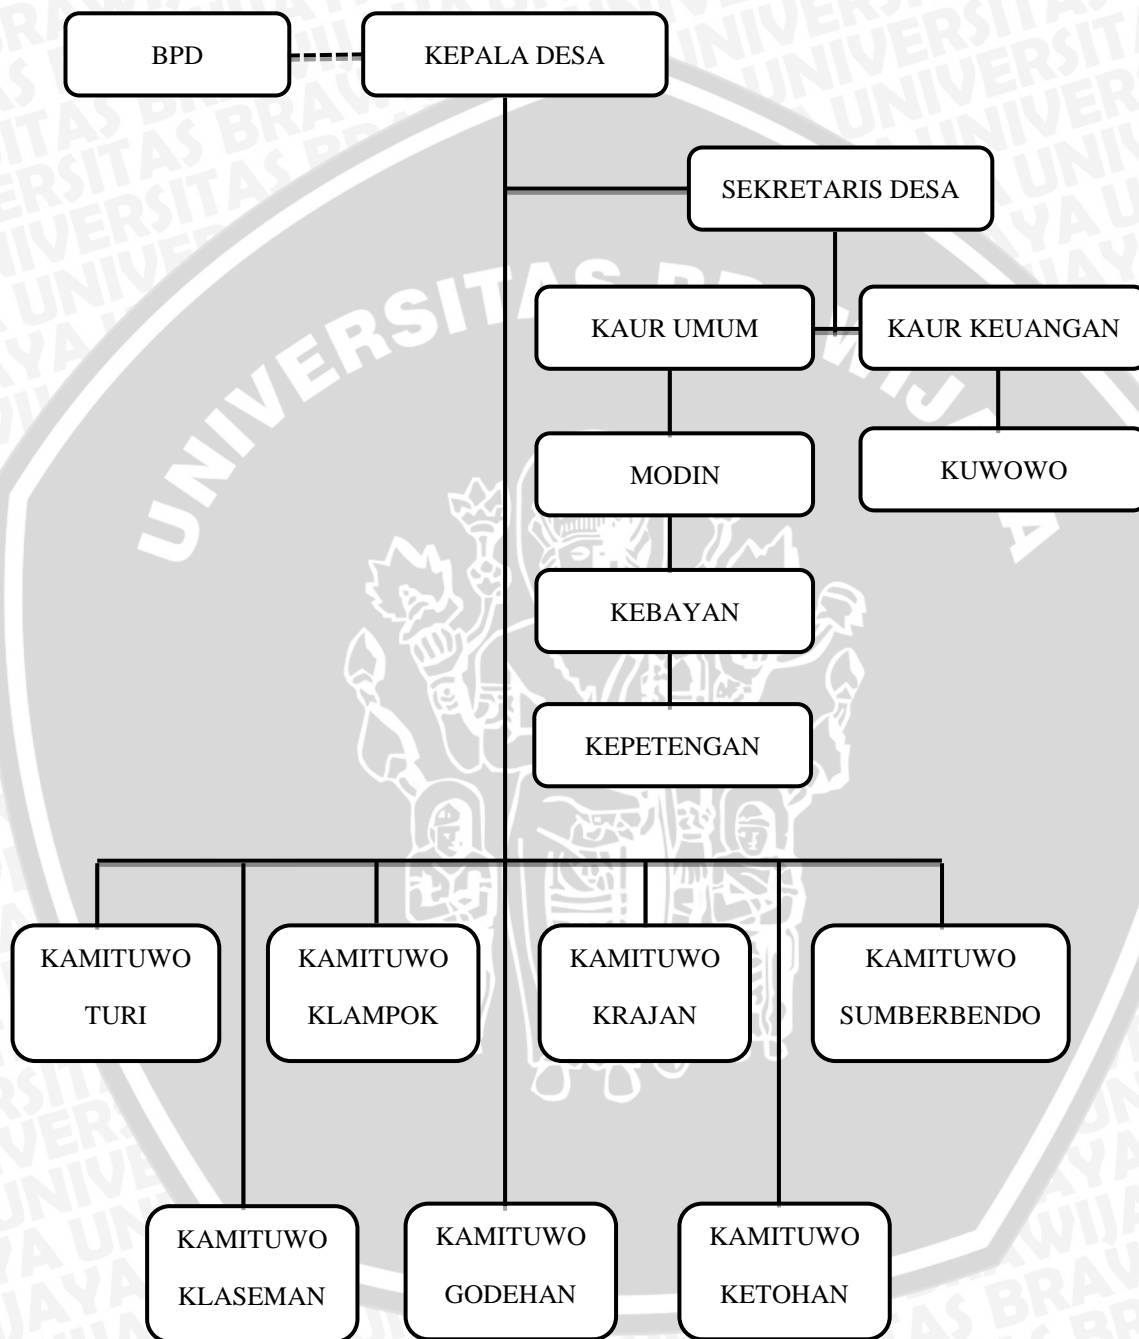 BPD
KEPALA DESA
SEKRETARIS DESA
KAUR UMUM
KAUR KEUANGAN
MODIN
KUWOWO
KEBAYAN
KEPETENGAN
KAMITUWO
TURI
KAMITUWO
KLAMPOK
KAMITUWO
KRAJAN
KAMITUWO
SUMBERBENDO
KAMITUWO
KLASEMAN
KAMITUWO
GODEHAN
KAMITUWO
KETOHAN
UNIVERSITAS